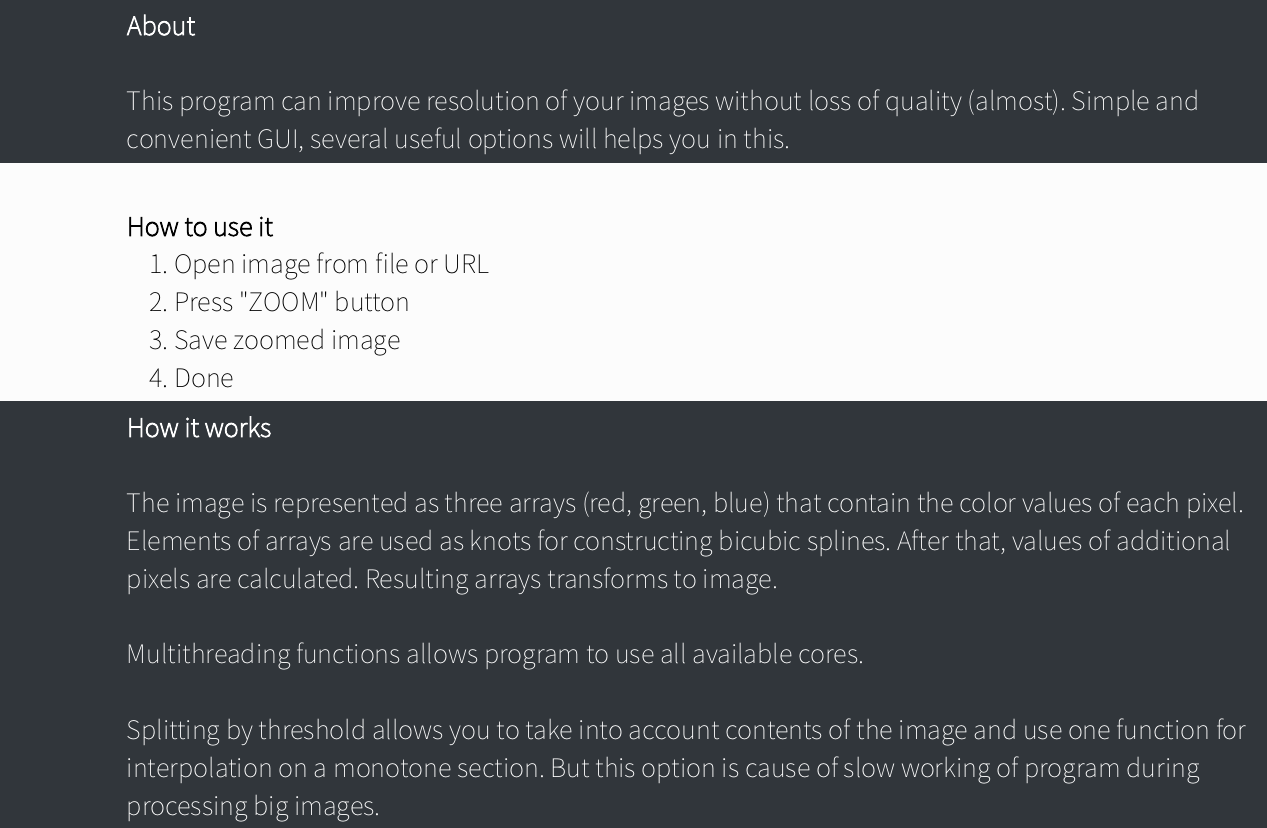 About
This program can improve resolution of your images without loss of quality (almost). Simple and
convenient GUI, several useful options will helps you in this.
How to use it
1. Open image from file or URL
2. Press "ZOOM" button
3. Save zoomed image
4. Done
How it works
The image is represented as three arrays (red, green, blue) that contain the color values of each pixel.
Elements of arrays are used as knots for constructing bicubic splines. After that, values of additional
pixels are calculated. Resulting arrays transforms to image.
Multithreading functions allows program to use all available cores.
Splitting by threshold allows you to take into account contents of the image and use one function for
interpolation on a monotone section. But this option is cause of slow working of program during
processing big images.